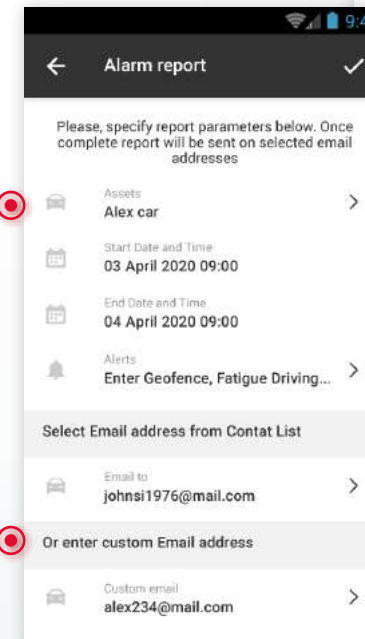 9:4
Alarm report
Please, specify report parameters below. Once
complete report will be sent on selected email
addresses
Assets
Alex car
Start Date and Time
03 April 2020 09:00
End Date and Time
04 April 2020 09:00
Alerts
Enter Geofence, Fatigue Driving...
Select Email address from Contat List
Email to
johnsi1976@mail.com
Or enter custom Email address
Custom email
alex234@mail.com